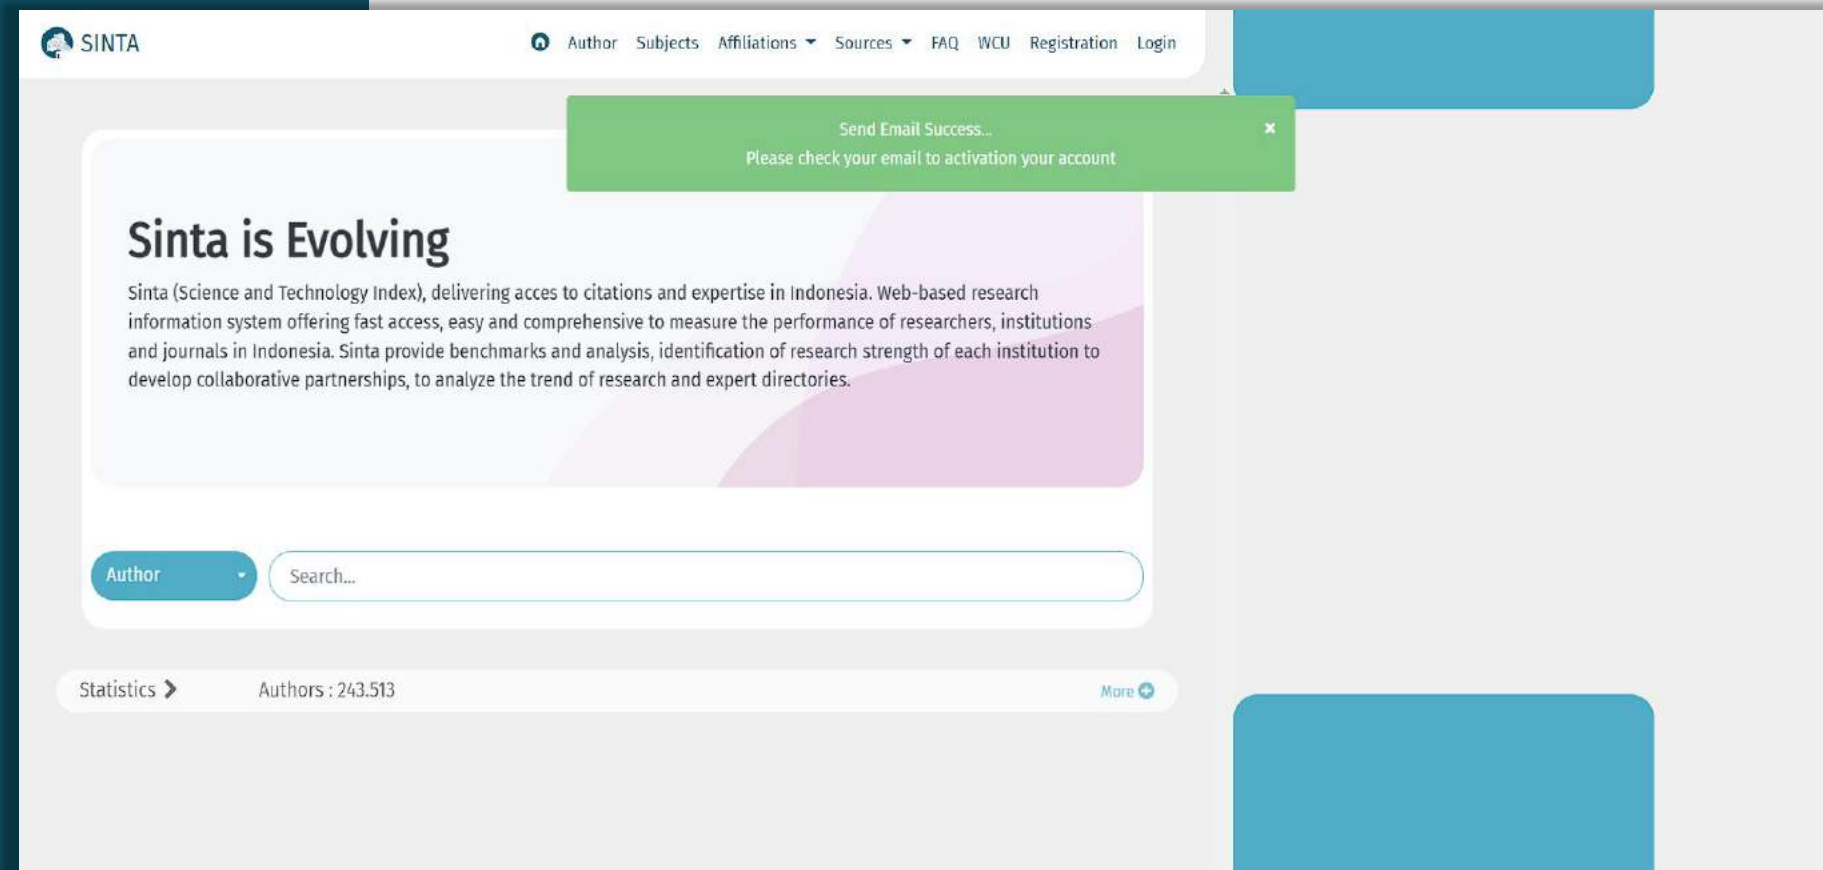 SINTA
Author Subjects Affiliations Sources FAQ WCU Registration Login
Send Email Success...
Please check your email to activation your account
Sinta is Evolving
Sinta (Science and Technology Index), delivering acces to citations and expertise in Indonesia. Web-based research
information system offering fast access, easy and comprehensive to measure the performance of researchers, institutions
and journals in Indonesia. Sinta provide benchmarks and analysis, identification of research strength of each institution to
develop collaborative partnerships, to analyze the trend of research and expert directories.
Author Search...
Statistics Authors : 243.513 More